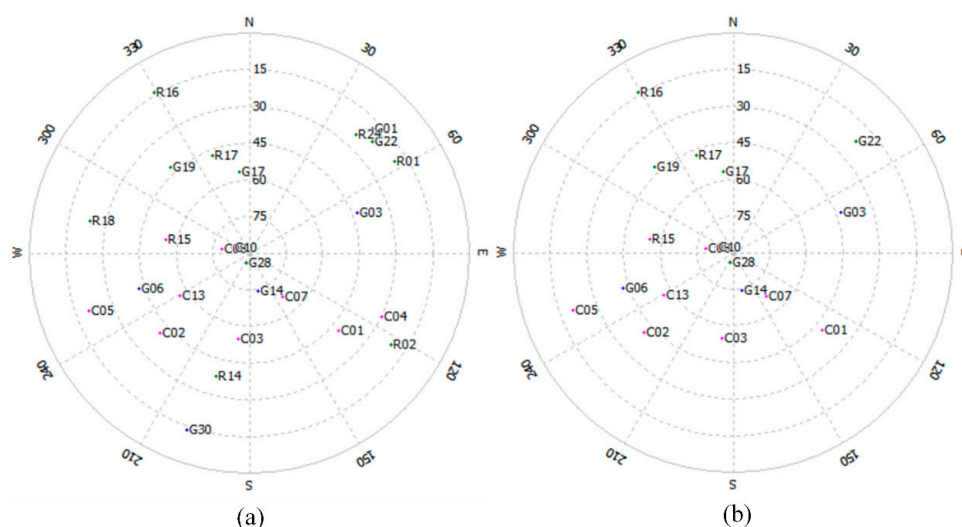 N N
330 30 330 30
15 15
R16 R16
30 30
G01
R24
G22 G22
300 60 300 60
45 45
R17 R17
R01
G19 G17 G19 G17
60 60
G03 G03
75 75
R18
R15 R15
G10 G10
W E W
G28 G28
G06 G14 G06 G14
C13 C07 C13 C07
C05 C04 C05
C02 C01 C02 C01
C03 C03
R02
240 120 240 120
R14
G30
210 150 210 150
S S
(a) (b)